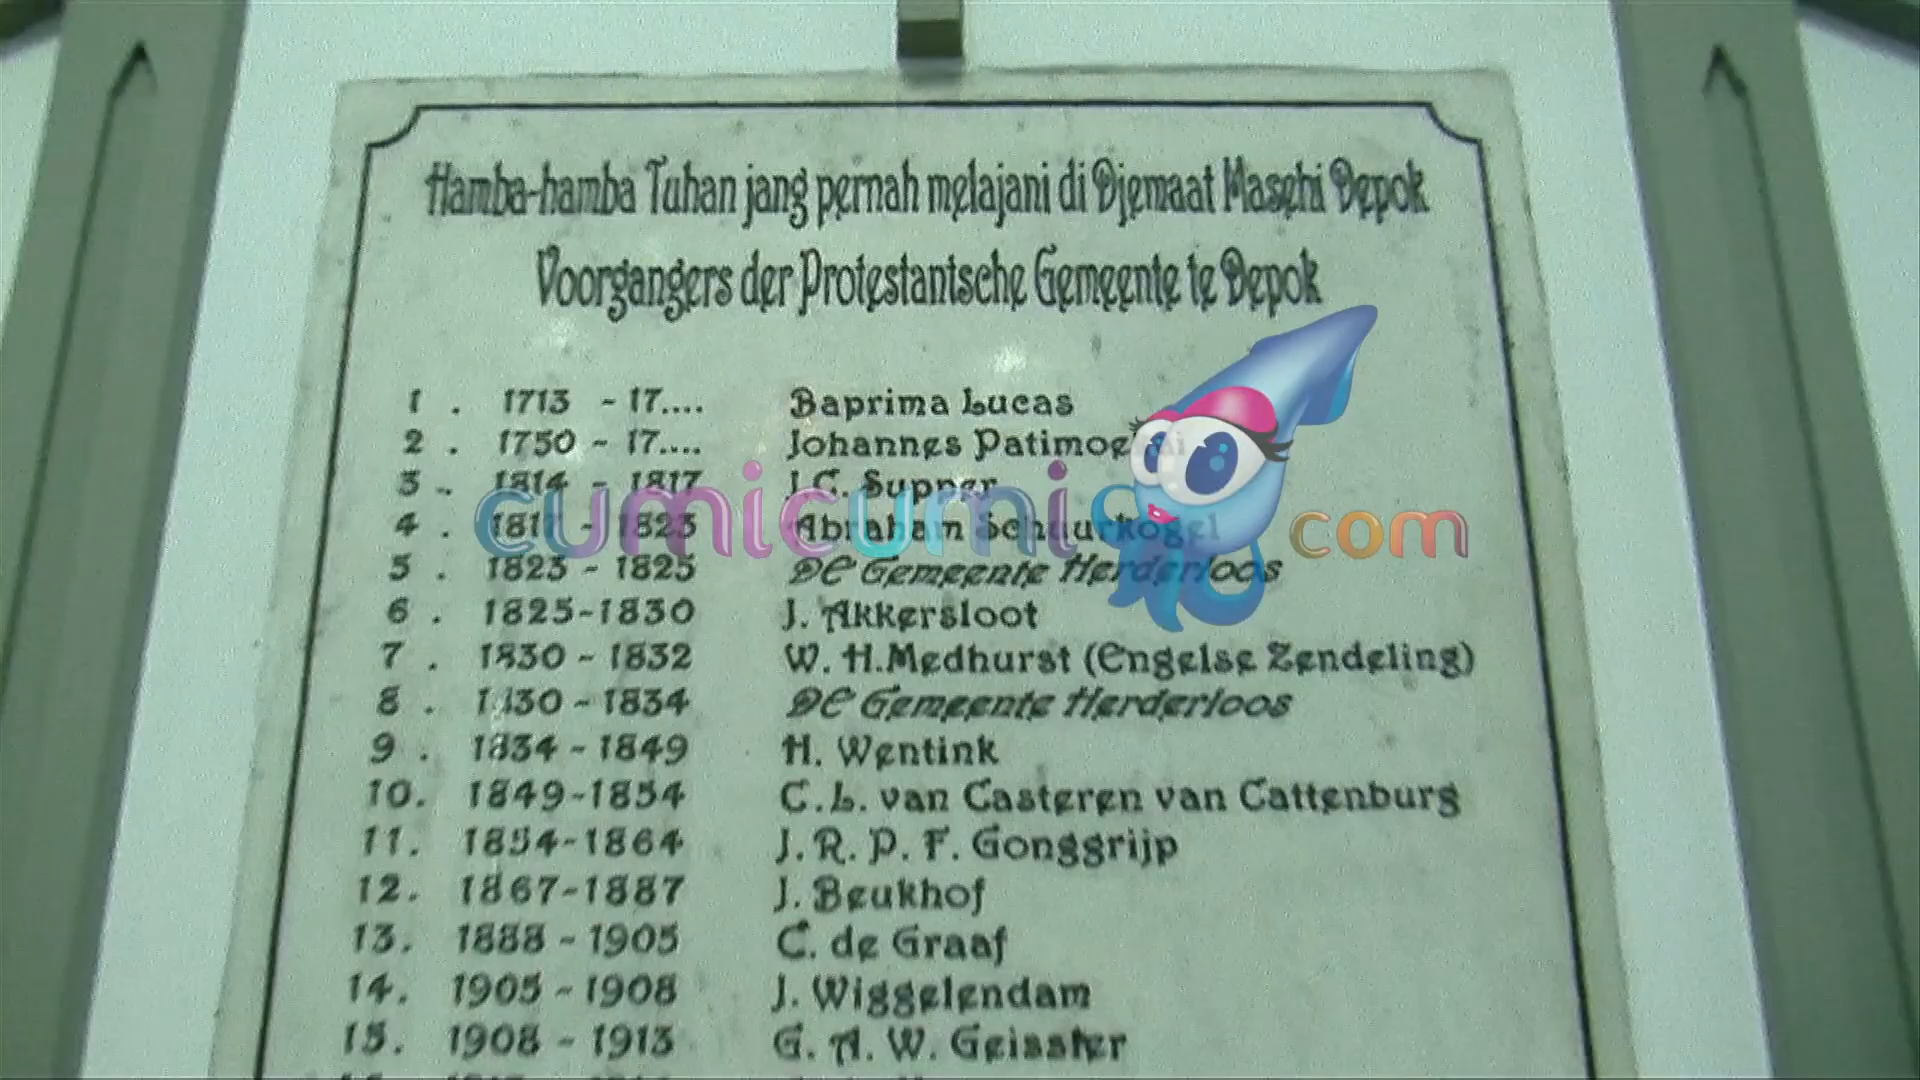 Hamba-hamba Tuhan jang pernah melajani di Djemaat Masehi Depok
Voorgangers der Protestantsche Gemeente te Depok
1 . 1713 - 17.... Baprima Lucas
2 . 1750 - 17.... Johannes
3 . 1814 - 1817 J.C. Supper
4 . 1817 - 1823 Abraham Schuurkogel
5 . 1823 - 1825 De Gemeente Herderloos
6 . 1825-1830 J. Akkersloot
7 . 1830 - 1832 W. H. Medhurst (Engelse Zendeling)
8 . 1830 - 1834 De Gemeente Herderloos
9 . 1834 - 1849 H. Wentink
10. 1849-1854 C.L. van Casteren van Cattenburg
11. 1854-1864 J. R. P. F. Gonggrijp
12. 1867-1887 J. Beukhof
13. 1888 - 1905 C. de Graaf
14. 1905 - 1908 J. Wiggelendam
15. 1908 - 1913 G. A. W. Geisster
cumicumi.com